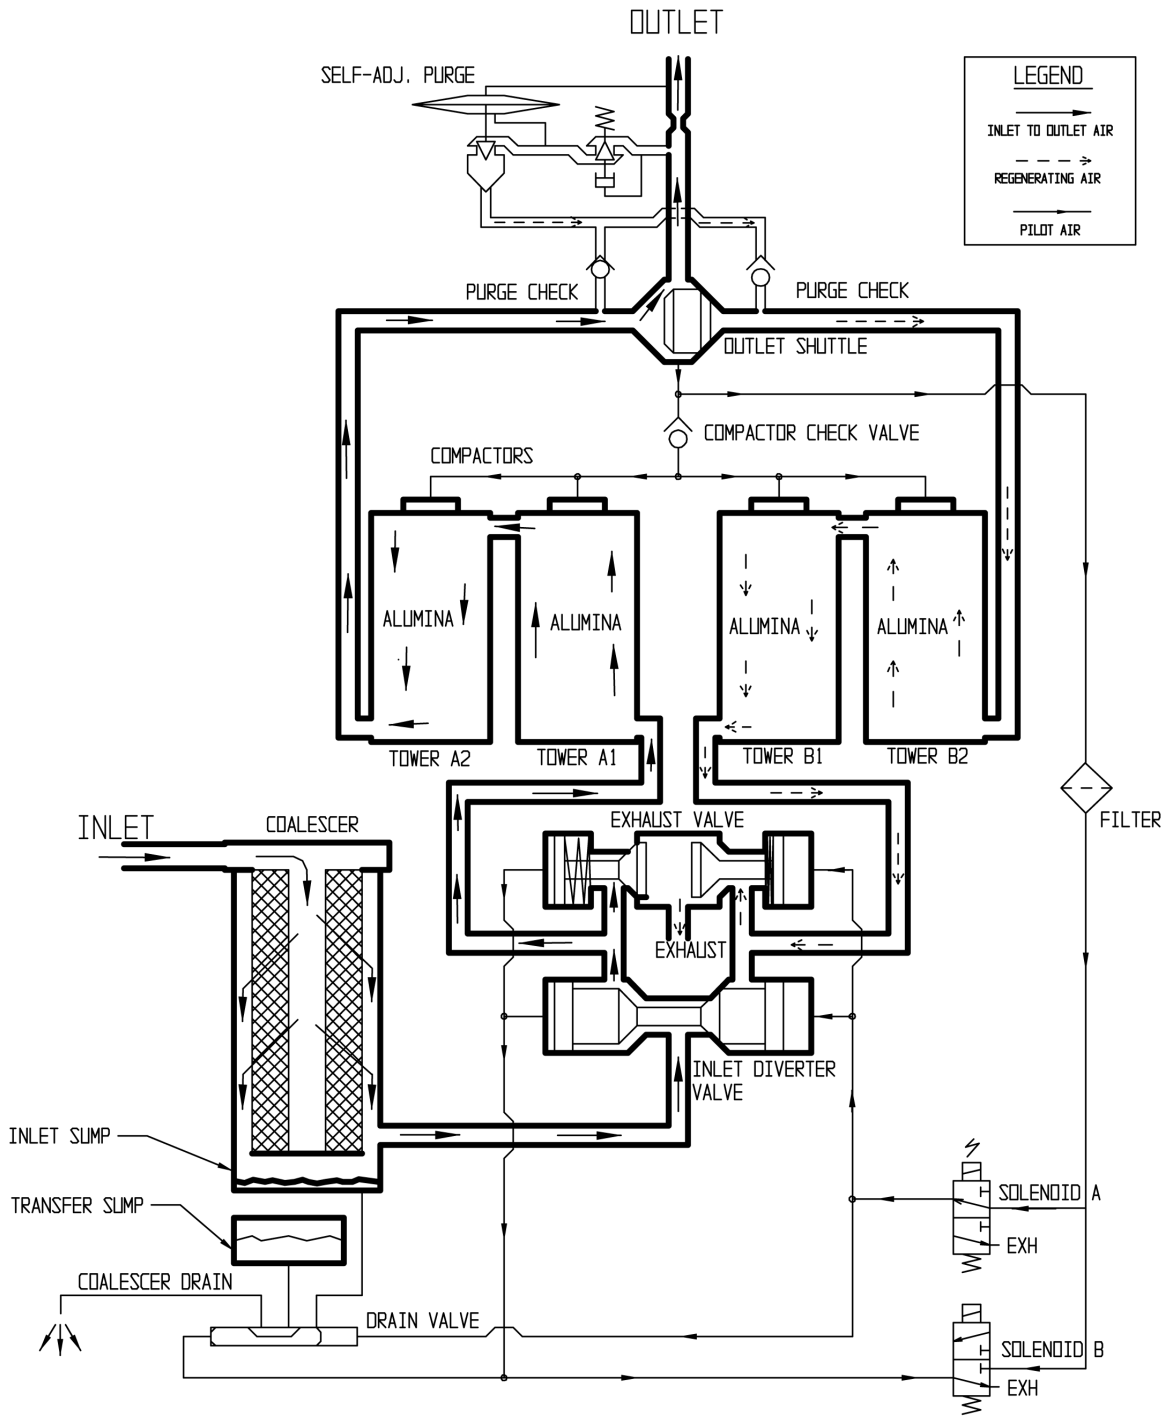 OUTLET
SELF-ADJ. PURGE
LEGEND
INLET TO OUTLET AIR
REGENERATING AIR
PILOT AIR
PURGE CHECK
PURGE CHECK
OUTLET SHUTTLE
COMPACTOR CHECK VALVE
COMPACTORS
ALUMINA
ALUMINA
ALUMINA
ALUMINA
TOWER A2
TOWER A1
TOWER B1
TOWER B2
INLET
COALESCER
EXHAUST VALVE
FILTER
EXHAUST
INLET DIVERTER
VALVE
INLET SUMP
TRANSFER SUMP
SOLENOID A
EXH
COALESCER DRAIN
DRAIN VALVE
SOLENOID B
EXH